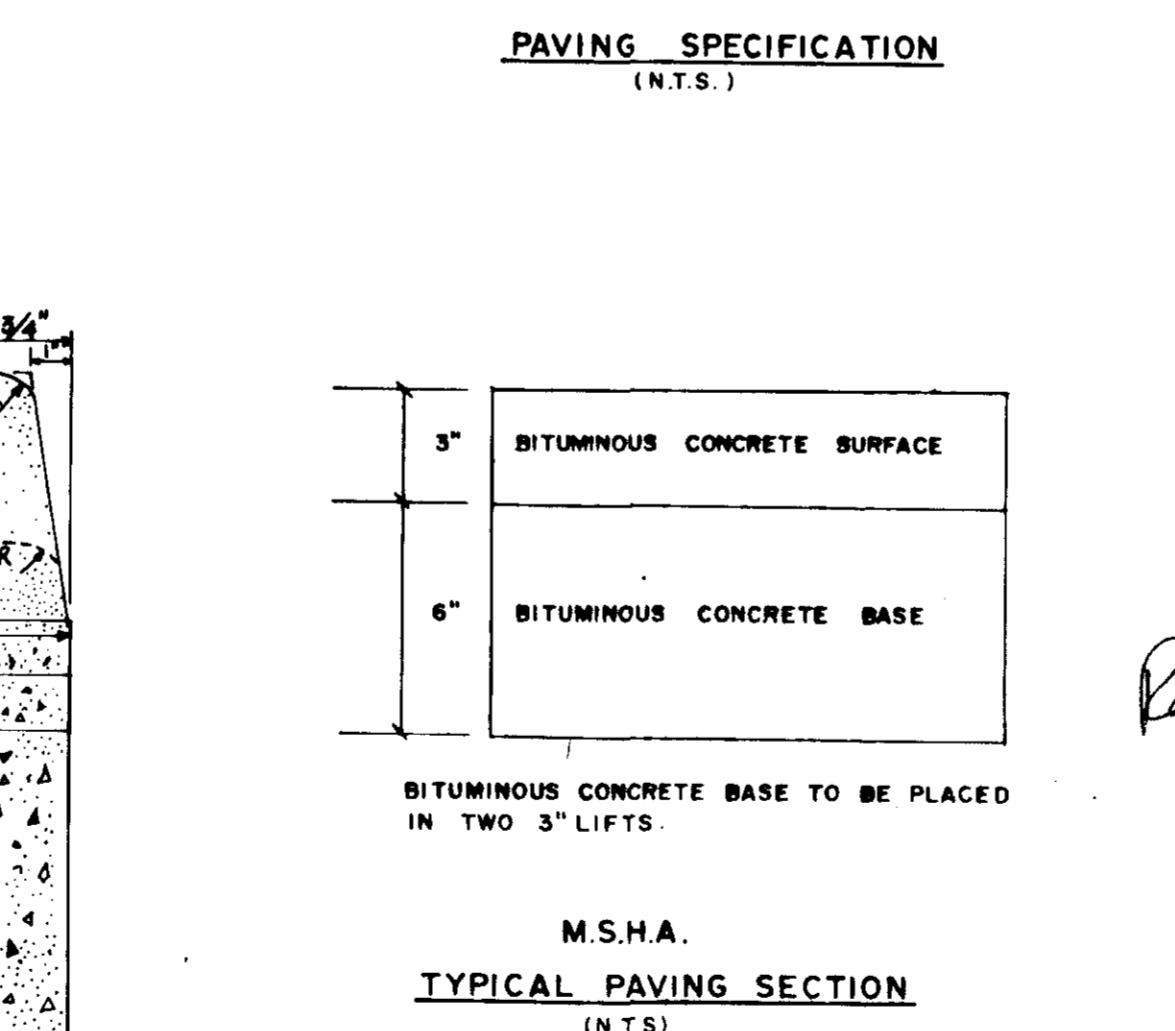 PAVING SPECIFICATION
(N.T.S.)
3/4"
1"
3" BITUMINOUS CONCRETE SURFACE
R
6" BITUMINOUS CONCRETE BASE
BITUMINOUS CONCRETE BASE TO BE PLACED
IN TWO 3" LIFTS.
M.S.H.A.
TYPICAL PAVING SECTION
(N.T.S)